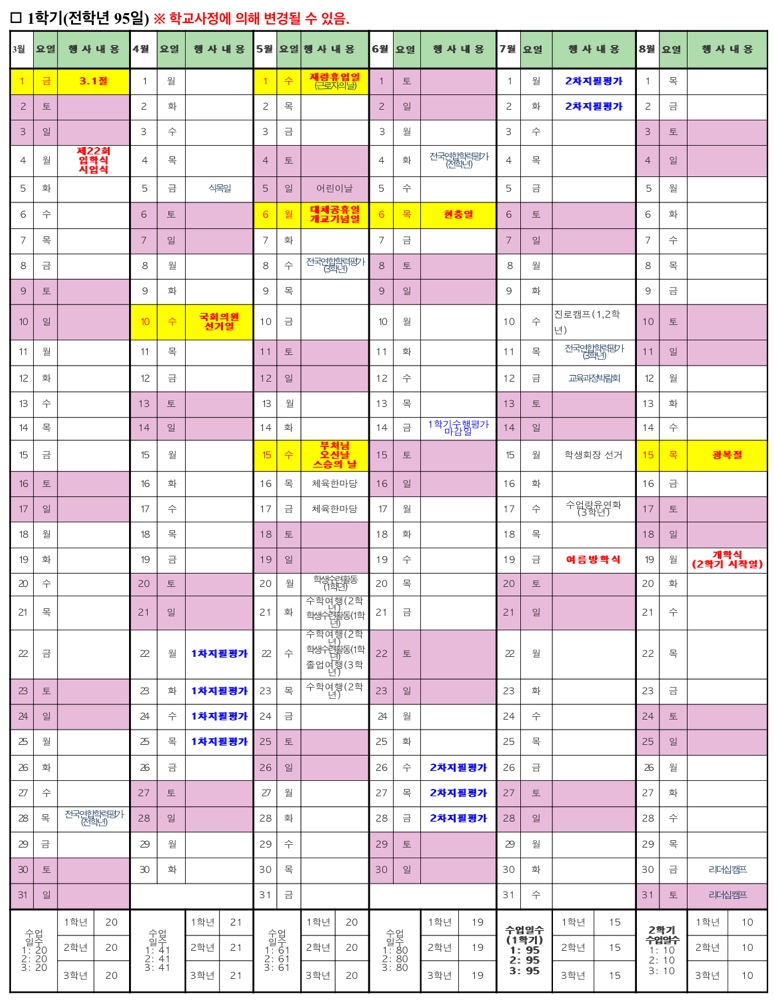 □ 1학기(전학년 95일) ※ 학교사정에 의해 변경될 수 있음.
3월 요일 행 사 내 용 4월 요일 행 사 내 용 5월 요일 행 사 내 용 6월 요일 행 사 내 용 7월 요일 행 사 내 용 8월 요일 행 사 내 용
1 금 3.1절 1 월 1 수 재량휴업일 (근로자의날) 1 토 1 월 2차지필평가 1 목
2 토 2 화 2 목 2 일 2 화 2차지필평가 2 금
3 일 3 수 3 금 3 월 3 수 3 토
4 월 제22회 입학식 시업식 4 목 4 토 4 화 전국연합학력평가 (전학년) 4 목 4 일
5 화 5 금 식목일 5 일 어린이날 5 수 5 금 5 월
6 수 6 토 6 월 대체공휴일 개교기념일 6 목 현충일 6 토 6 화
7 목 7 일 7 화 7 금 7 일 7 수
8 금 8 월 8 수 전국연합학력평가 (3학년) 8 토 8 월 8 목
9 토 9 화 9 목 9 일 9 화 9 금
10 일 10 수 국회의원 선거일 10 금 10 월 10 수 진로캠프(1,2학년) 10 토
11 월 11 목 11 토 11 화 11 목 전국연합학력평가 (3학년) 11 일
12 화 12 금 12 일 12 수 12 금 교육과정박람회 12 월
13 수 13 토 13 월 13 목 13 토 13 화
14 목 14 일 14 화 14 금 1학기수행평가 마감일 14 일 14 수
15 금 15 월 15 수 부처님 오신날 스승의 날 15 토 15 월 학생회장 선거 15 목 광복절
16 토 16 화 16 목 체육한마당 16 일 16 화 16 금
17 일 17 수 17 금 체육한마당 17 월 17 수 수업량유연화 (3학년) 17 토
18 월 18 목 18 토 18 화 18 목 18 일
19 화 19 금 19 일 19 수 19 금 여름방학식 19 월 개학식 (2학기 시작일)
20 수 20 토 20 월 학생수련활동 (1학년) 20 목 20 토 20 화
21 목 21 일 21 화 수학여행(2학년) 학생수련활동(1학년) 21 금 21 일 21 수
22 금 22 월 1차지필평가 22 수 수학여행(2학년) 학생수련활동(1학년) 졸업여행(3학년) 22 토 22 월 22 목
23 토 23 화 1차지필평가 23 목 수학여행(2학년) 23 일 23 화 23 금
24 일 24 수 1차지필평가 24 금 24 월 24 수 24 토
25 월 25 목 1차지필평가 25 토 25 화 25 목 25 일
26 화 26 금 26 일 26 수 2차지필평가 26 금 26 월
27 수 27 토 27 월 27 목 2차지필평가 27 토 27 화
28 목 전국연합학력평가 (전학년) 28 일 28 화 28 금 2차지필평가 28 일 28 수
29 금 29 월 29 수 29 토 29 월 29 목
30 토 30 화 30 목 30 일 30 화 30 금 리더십캠프
31 일 31 금 31 수 31 토 리더십캠프
수업 일수 1: 20 2: 20 3: 20 1학년 20 2학년 20 3학년 20
수업 일수 1: 41 2: 41 3: 41 1학년 21 2학년 21 3학년 21
수업 일수 1: 61 2: 61 3: 61 1학년 20 2학년 20 3학년 20
수업 일수 1: 80 2: 80 3: 80 1학년 19 2학년 19 3학년 19
수업일수 (1학기) 1: 95 2: 95 3: 95 1학년 15 2학년 15 3학년 15
2학기 수업일수 1: 10 2: 10 3: 10 1학년 10 2학년 10 3학년 10